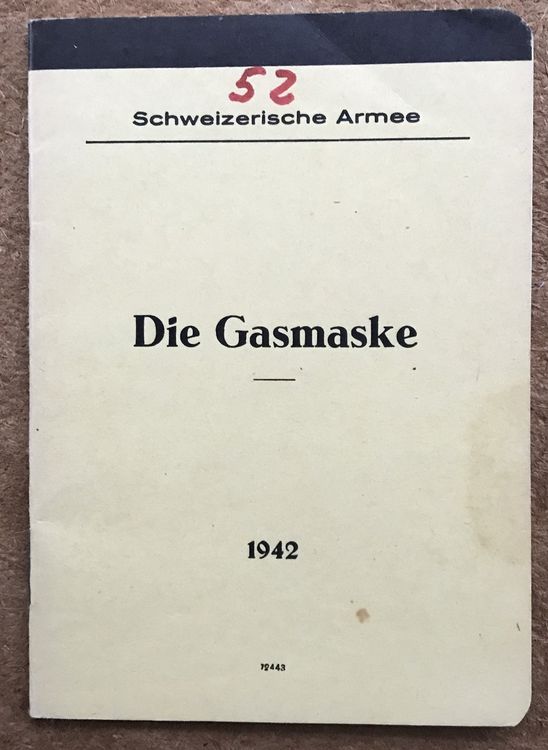 52
Schweizerische Armee
Die Gasmaske
1942
12443